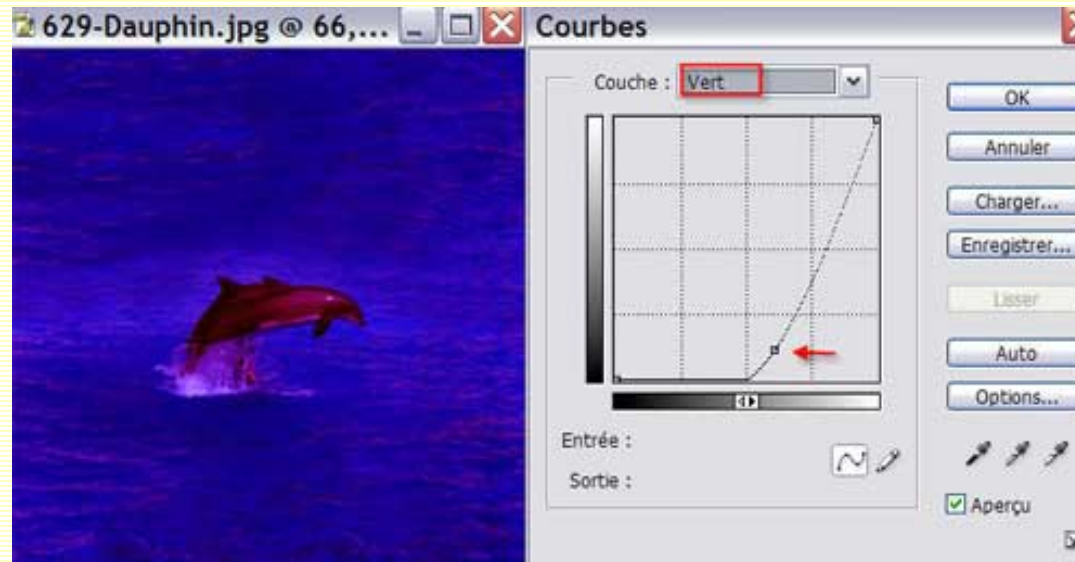 629-Dauphin.jpg @ 66,...
Courbes
Couche : Vert
OK
Annuler
Charger...
Enregistrer...
Lisser
Auto
Options...
Entrée :
Sortie :
Aperçu